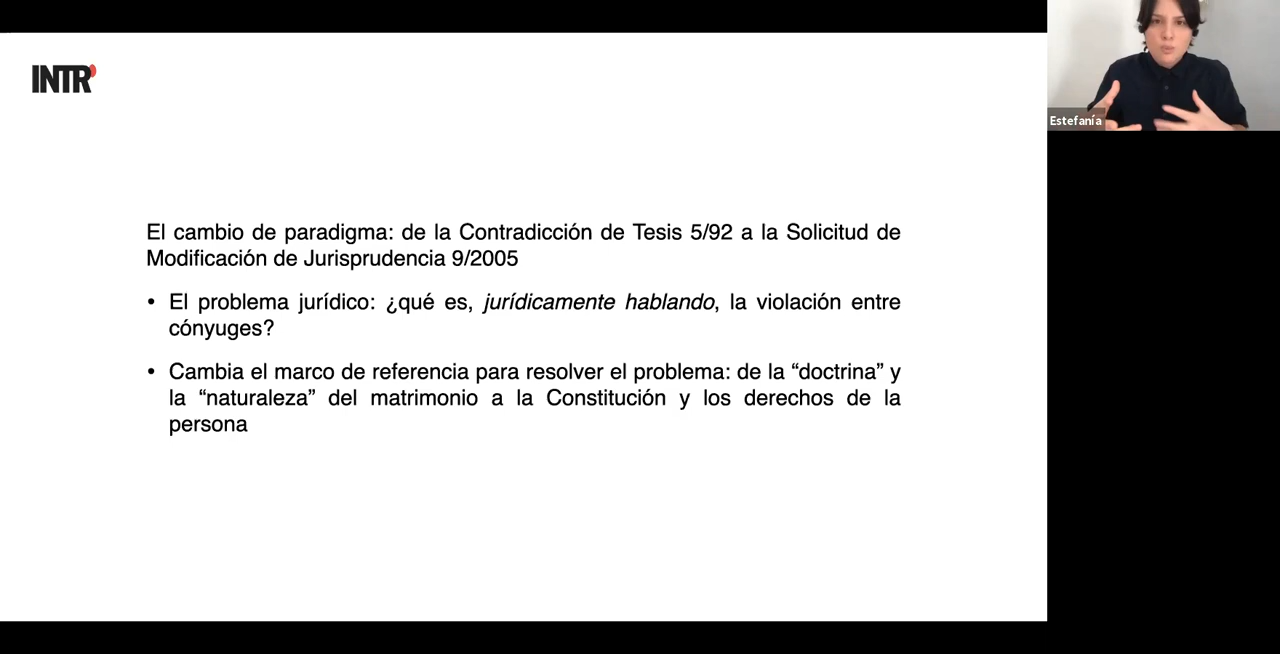 INTR'
Estefanía
El cambio de paradigma: de la Contradicción de Tesis 5/92 a la Solicitud de
Modificación de Jurisprudencia 9/2005
• El problema jurídico: ¿qué es, jurídicamente hablando, la violación entre
cónyuges?
• Cambia el marco de referencia para resolver el problema: de la “doctrina” y
la “naturaleza” del matrimonio a la Constitución y los derechos de la
persona